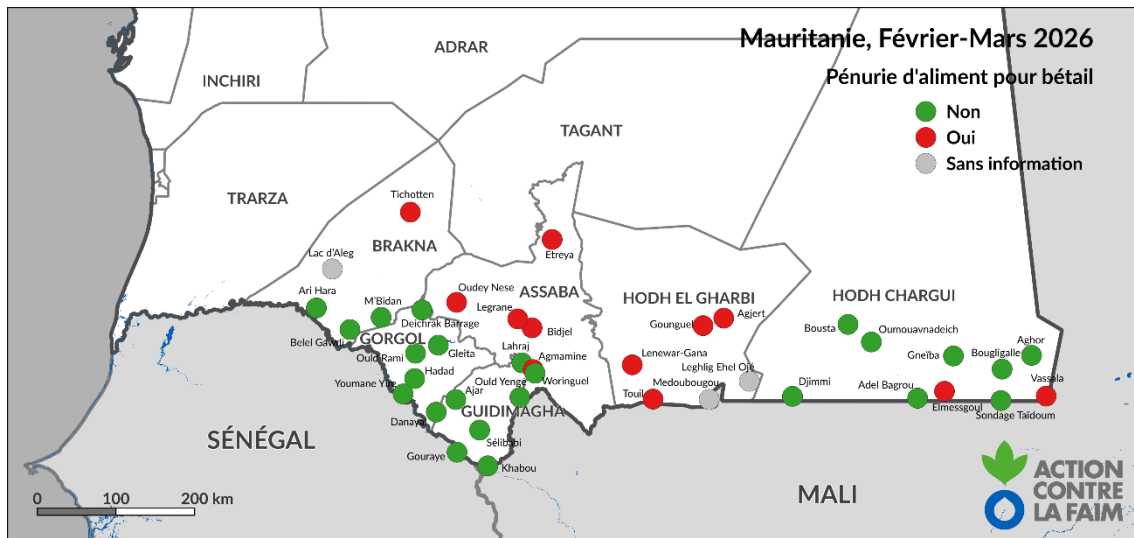 Mauritanie, Février-Mars 2026
Pénurie d'aliment pour bétail
Non
Oui
Sans information
ADRAR
INCHIRI
TAGANT
TRARZA
Tichotten
BRAKNA
Etreya
Lac d'Aleg
Oudey Nese
ASSABA
HODH EL GHARBI
HODH CHARGUI
Ari Hara
M'Bidan
Legrane
Agjert
Gounguel
Bidjel
Deichrak Barrage
Bousta
Oumouavnadeich
Belel Gawdi
GORGOL
Gleita
Lahraj
Agmamine
Lenewar-Gana
Leghlig Ehel Oje
Gneïba
Aghor
Bougligalle
Ould Rami
Hadad
Ould Yenge
Woringuel
Youmane Yire
Ajar
Touil
Medoubougou
Djimmi
Adel Bagrou
Vassala
Elmessgoul
Sondage Taïdoum
GUIDIMAGHA
Danaya
Sélibabi
SÉNÉGAL
Gouraye
Khabou
MALI
0 100 200 km
ACTION
CONTRE
LA FAIM